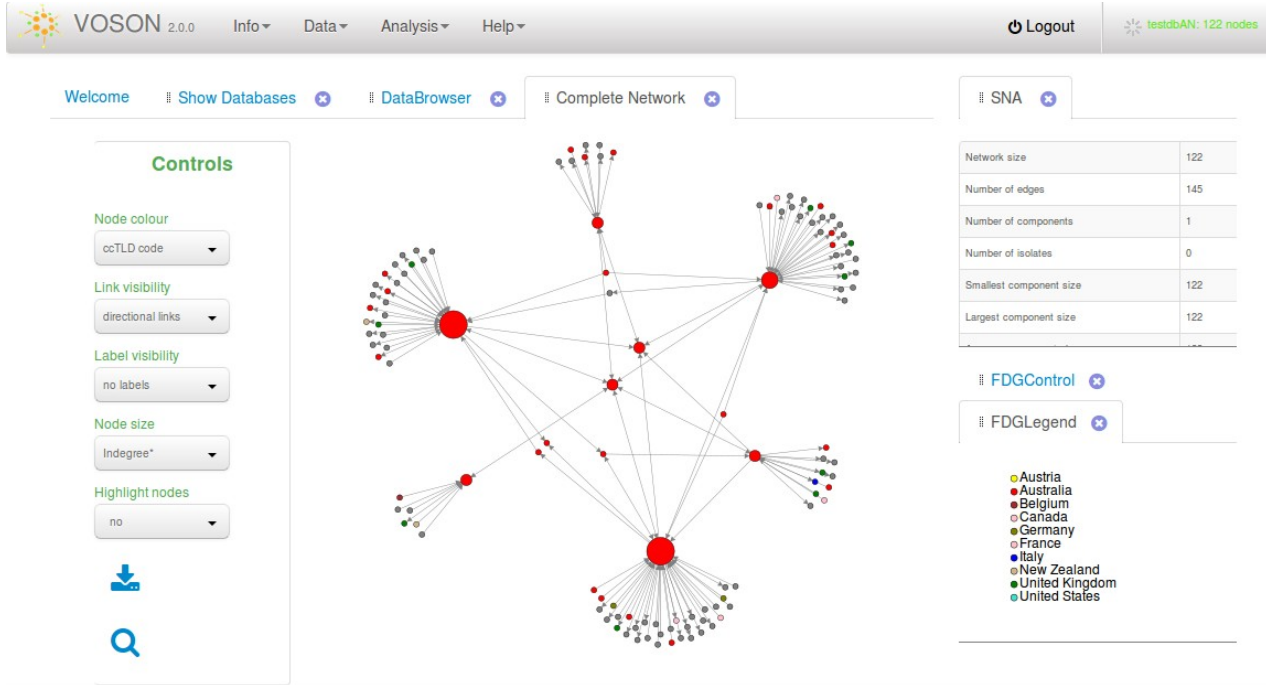 VOSON 2.0.0 Info Data Analysis Help Logout testdbAN: 122 nodes
Welcome Show Databases DataBrowser Complete Network SNA
Controls
Node colour
ccTLD code
Link visibility
directional links
Label visibility
no labels
Node size
Indegree*
Highlight nodes
no
Network size 122
Number of edges 145
Number of components 1
Number of isolates 0
Smallest component size 122
Largest component size 122
FDGControl
FDGLegend
Austria
Australia
Belgium
Canada
Germany
France
Italy
New Zealand
United Kingdom
United States